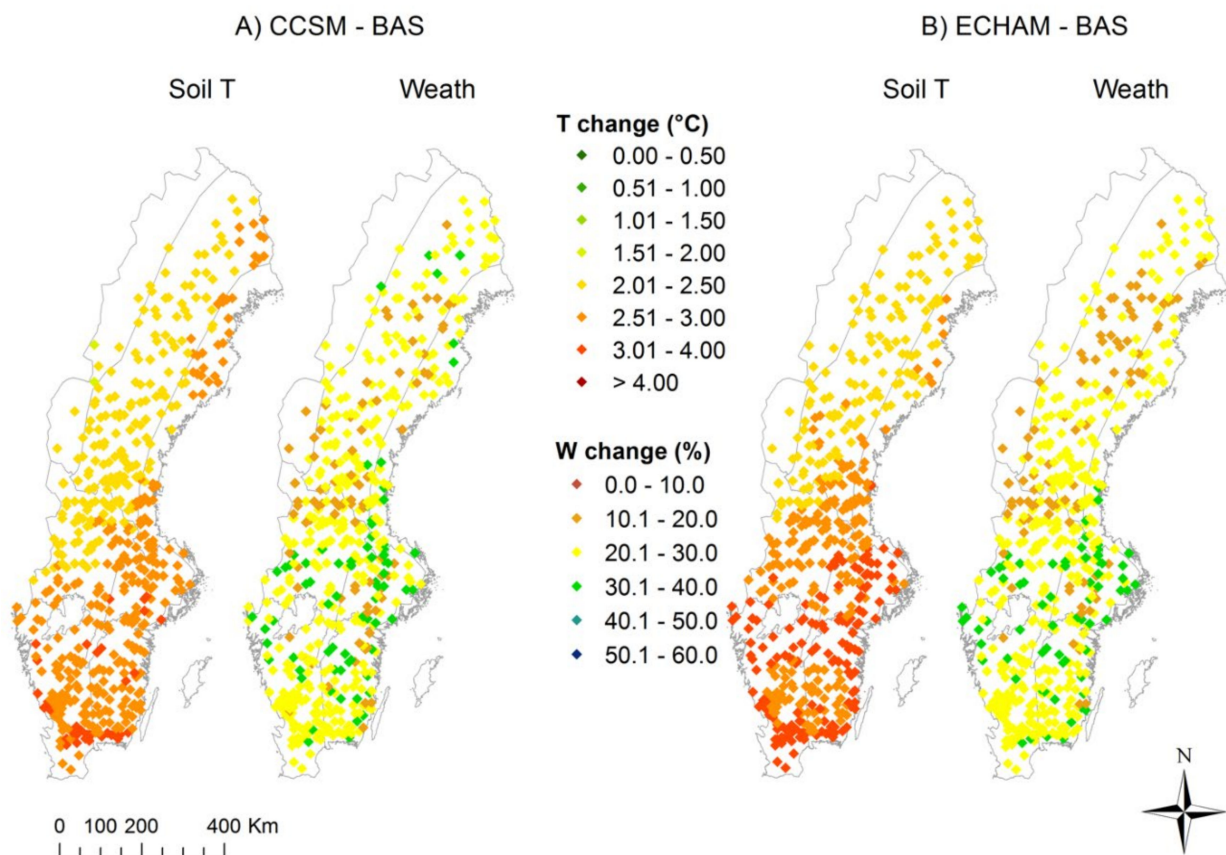 A) CCSM - BAS
B) ECHAM - BAS
Soil T
Weath
Soil T
Weath
T change (°C)
0.00 - 0.50
0.51 - 1.00
1.01 - 1.50
1.51 - 2.00
2.01 - 2.50
2.51 - 3.00
3.01 - 4.00
> 4.00
W change (%)
0.0 - 10.0
10.1 - 20.0
20.1 - 30.0
30.1 - 40.0
40.1 - 50.0
50.1 - 60.0
N
0 100 200 400 Km